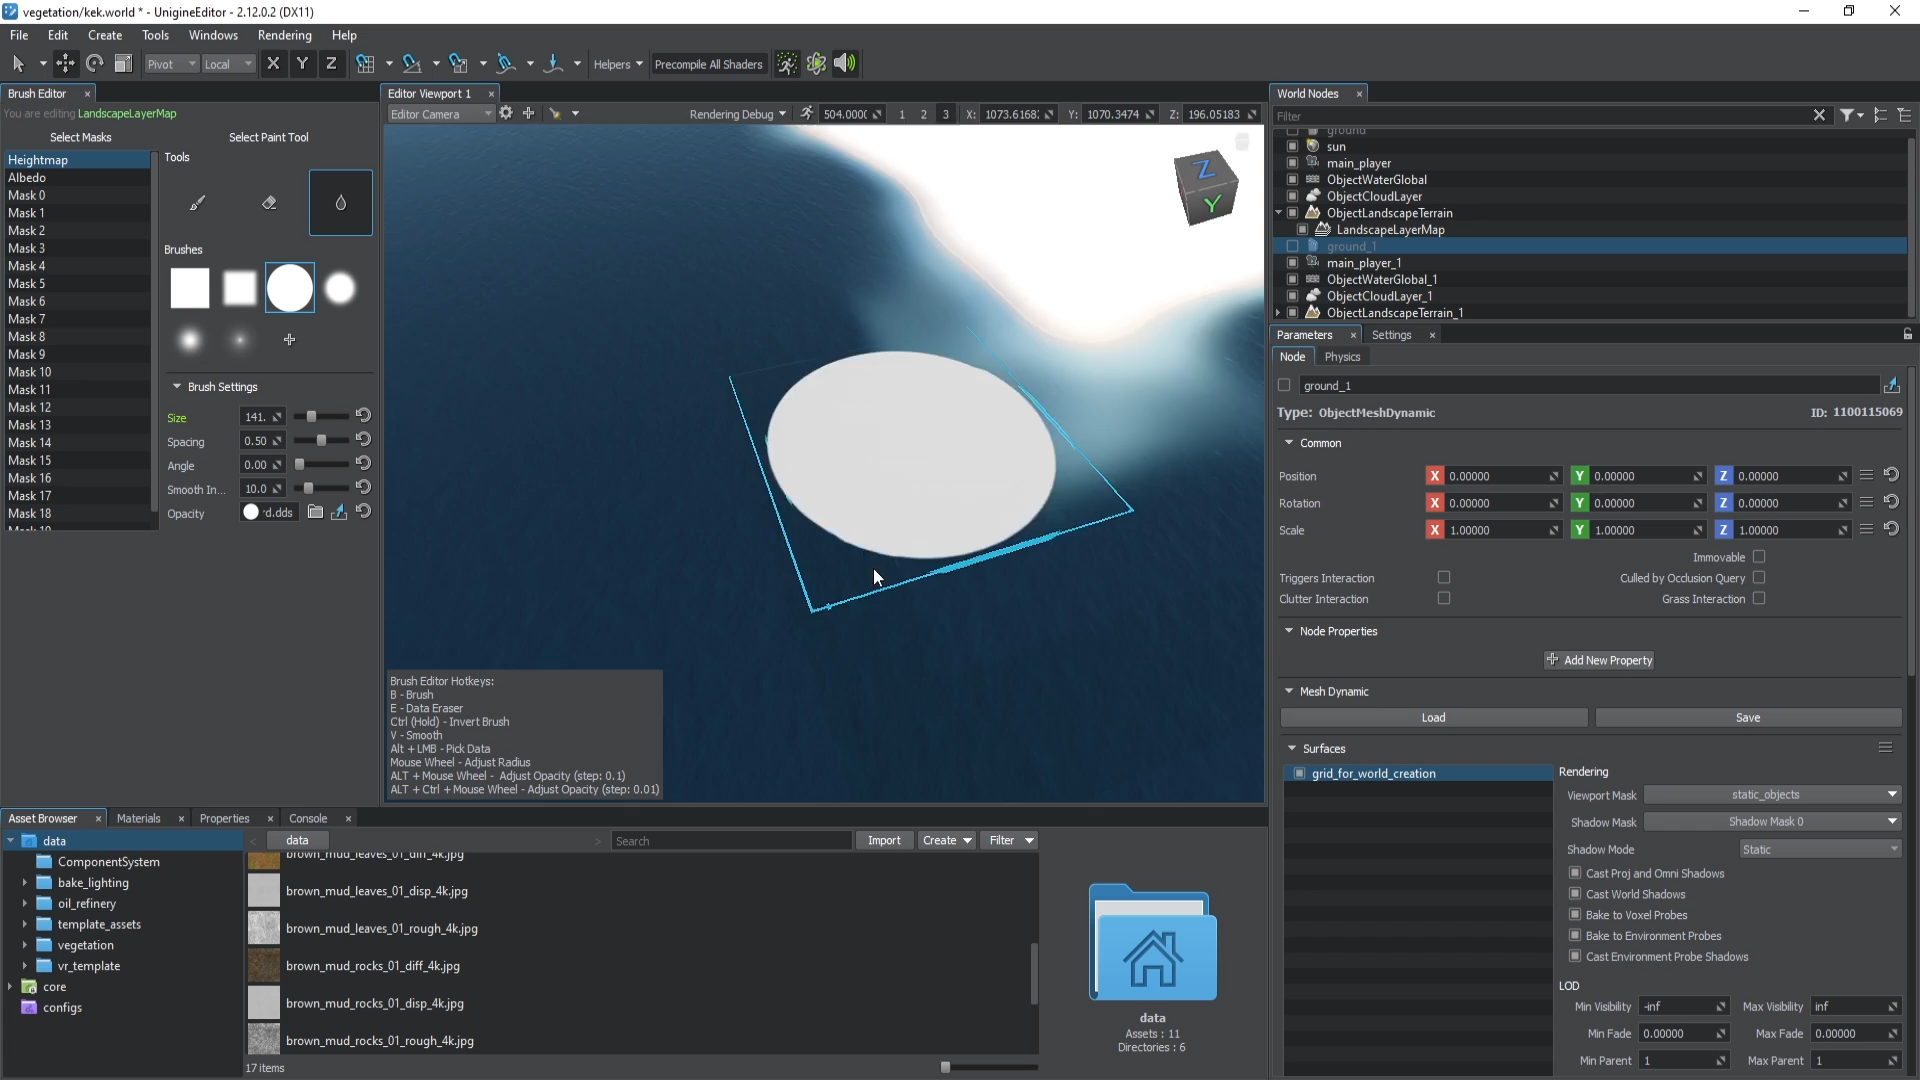 vegetation/kek.world * - UnigineEditor - 2.12.0.2 (DX11)
File Edit Create Tools Windows Rendering Help
Pivot Local X Y Z Helpers Precompile All Shaders
Brush Editor
You are editing LandscapeLayerMap
Select Masks
Heightmap
Albedo
Mask 0
Mask 1
Mask 2
Mask 3
Mask 4
Mask 5
Mask 6
Mask 7
Mask 8
Mask 9
Mask 10
Mask 11
Mask 12
Mask 13
Mask 14
Mask 15
Mask 16
Mask 17
Mask 18
Mask 19
Select Paint Tool
Tools
Brushes
Brush Settings
Size 141.
Spacing 0.50
Angle 0.00
Smooth In... 10.0
Opacity d.dds
Editor Viewport 1
Editor Camera Rendering Debug 504.000( 1 2 3 X: 1073.6168: Y: 1070.3474 Z: 196.05183
Z
Y
Brush Editor Hotkeys:
B - Brush
E - Data Eraser
Ctrl (Hold) - Invert Brush
V - Smooth
Alt + LMB - Pick Data
Mouse Wheel - Adjust Radius
ALT + Mouse Wheel - Adjust Opacity (step: 0.1)
ALT + Ctrl + Mouse Wheel - Adjust Opacity (step: 0.01)
World Nodes
Filter
ground
sun
main_player
ObjectWaterGlobal
ObjectCloudLayer
ObjectLandscapeTerrain
LandscapeLayerMap
ground_1
main_player_1
ObjectWaterGlobal_1
ObjectCloudLayer_1
ObjectLandscapeTerrain_1
Parameters Settings
Node Physics
ground_1
Type: ObjectMeshDynamic ID: 1100115069
Common
Position X 0.00000 Y 0.00000 Z 0.00000
Rotation X 0.00000 Y 0.00000 Z 0.00000
Scale X 1.00000 Y 1.00000 Z 1.00000
Immovable
Triggers Interaction Culled by Occlusion Query
Clutter Interaction Grass Interaction
Node Properties
Add New Property
Mesh Dynamic
Load Save
Surfaces
grid_for_world_creation
Rendering
Viewport Mask static_objects
Shadow Mask Shadow Mask 0
Shadow Mode Static
Cast Proj and Omni Shadows
Cast World Shadows
Bake to Voxel Probes
Bake to Environment Probes
Cast Environment Probe Shadows
LOD
Min Visibility -inf Max Visibility inf
Min Fade 0.00000 Max Fade 0.00000
Min Parent 1 Max Parent 1
Asset Browser Materials Properties Console
data
ComponentSystem
bake_lighting
oil_refinery
template_assets
vegetation
vr_template
core
configs
data Search Import Create Filter
brown_mud_leaves_01_diff_4k.jpg
brown_mud_leaves_01_disp_4k.jpg
brown_mud_leaves_01_rough_4k.jpg
brown_mud_rocks_01_diff_4k.jpg
brown_mud_rocks_01_disp_4k.jpg
brown_mud_rocks_01_rough_4k.jpg
17 items
data
Assets : 11
Directories : 6